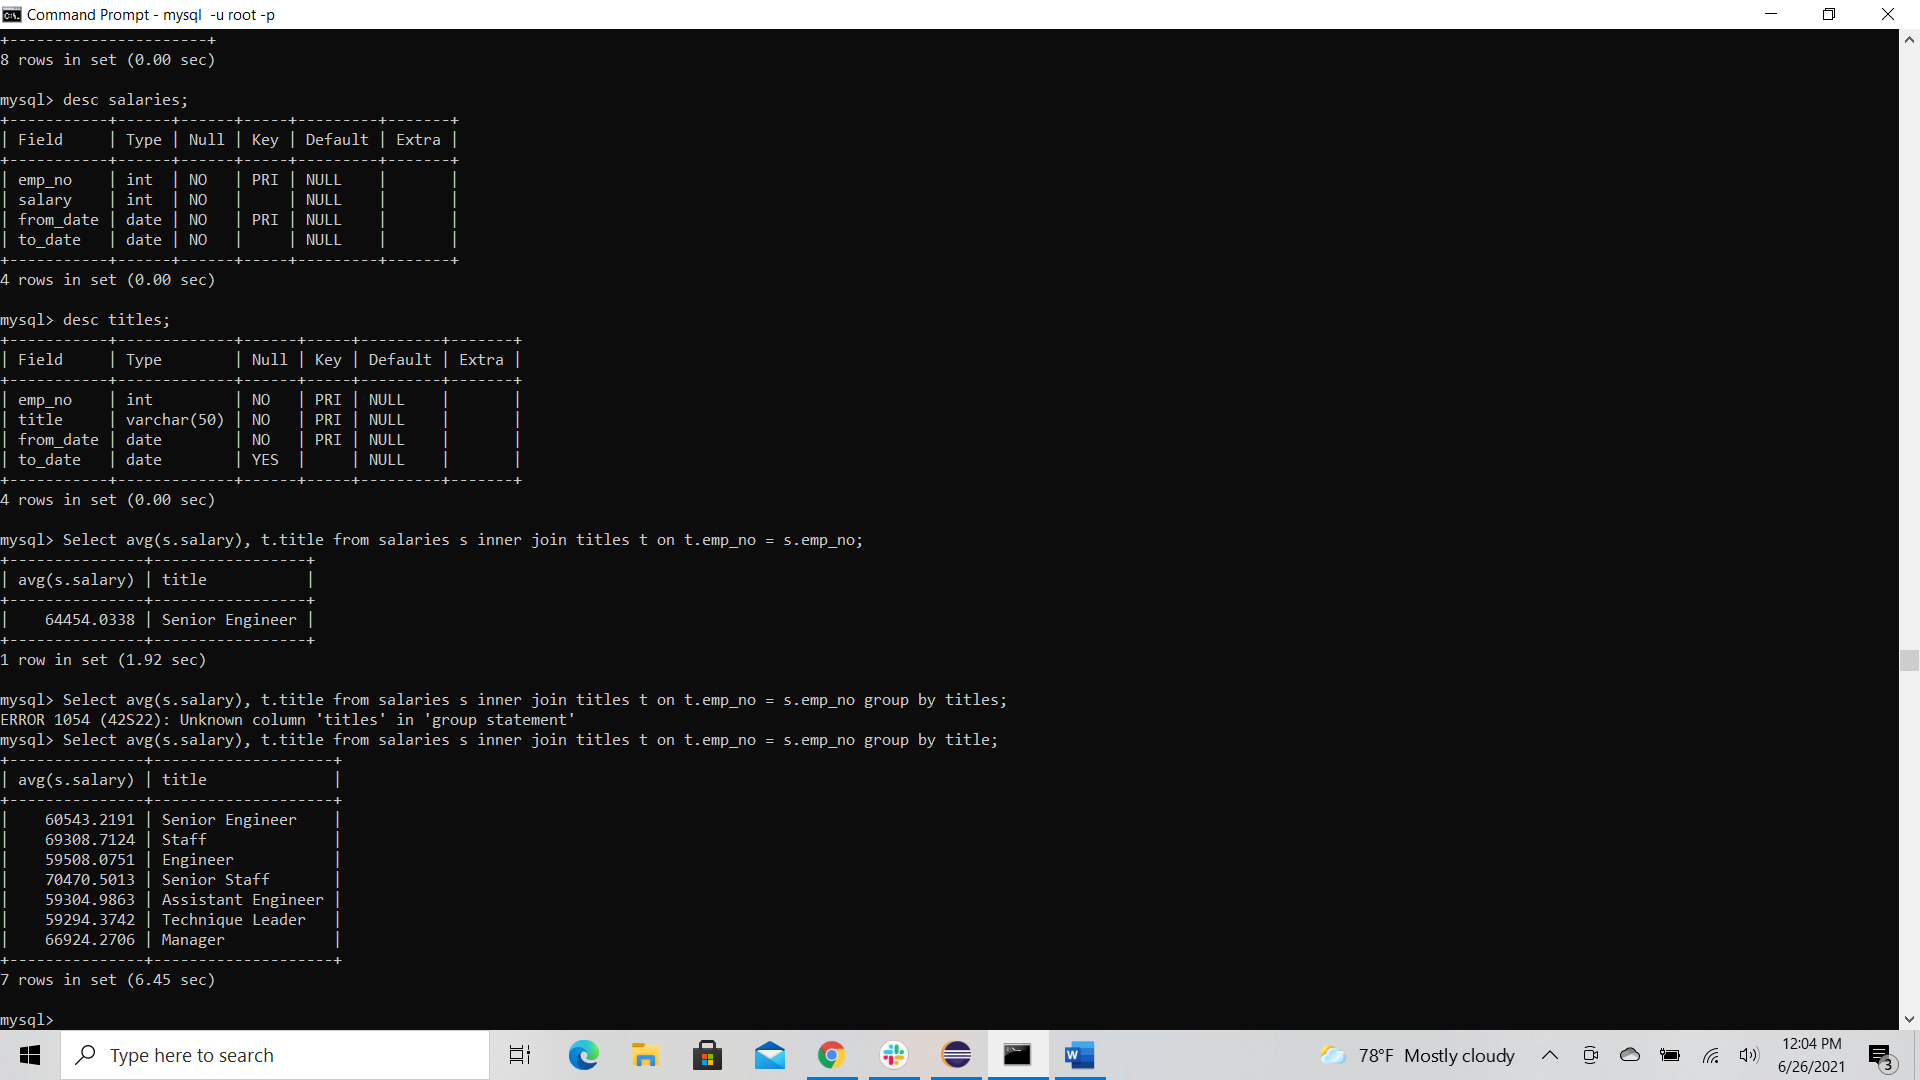 Command Prompt - mysql  -u root -p
+----------------------+
8 rows in set (0.00 sec)
mysql> desc salaries;
+-----------+------+------+-----+---------+-------+
| Field     | Type | Null | Key | Default | Extra |
+-----------+------+------+-----+---------+-------+
| emp_no    | int  | NO   | PRI | NULL    |       |
| salary    | int  | NO   |     | NULL    |       |
| from_date | date | NO   | PRI | NULL    |       |
| to_date   | date | NO   |     | NULL    |       |
+-----------+------+------+-----+---------+-------+
4 rows in set (0.00 sec)
mysql> desc titles;
+-----------+-------------+------+-----+---------+-------+
| Field     | Type        | Null | Key | Default | Extra |
+-----------+-------------+------+-----+---------+-------+
| emp_no    | int         | NO   | PRI | NULL    |       |
| title     | varchar(50) | NO   | PRI | NULL    |       |
| from_date | date        | NO   | PRI | NULL    |       |
| to_date   | date        | YES  |     | NULL    |       |
+-----------+-------------+------+-----+---------+-------+
4 rows in set (0.00 sec)
mysql> Select avg(s.salary), t.title from salaries s inner join titles t on t.emp_no = s.emp_no;
+---------------+-----------------+
| avg(s.salary) | title           |
+---------------+-----------------+
|    64454.0338 | Senior Engineer |
+---------------+-----------------+
1 row in set (1.92 sec)
mysql> Select avg(s.salary), t.title from salaries s inner join titles t on t.emp_no = s.emp_no group by titles;
ERROR 1054 (42S22): Unknown column 'titles' in 'group statement'
mysql> Select avg(s.salary), t.title from salaries s inner join titles t on t.emp_no = s.emp_no group by title;
+---------------+--------------------+
| avg(s.salary) | title              |
+---------------+--------------------+
|    60543.2191 | Senior Engineer    |
|    69308.7124 | Staff              |
|    59508.0751 | Engineer           |
|    70470.5013 | Senior Staff       |
|    59304.9863 | Assistant Engineer |
|    59294.3742 | Technique Leader   |
|    66924.2706 | Manager            |
+---------------+--------------------+
7 rows in set (6.45 sec)
mysql>
Type here to search
78°F Mostly cloudy
12:04 PM
6/26/2021
3